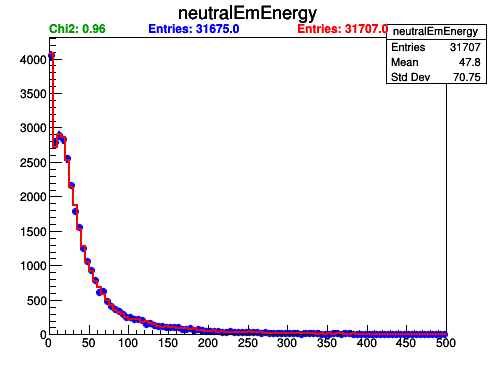 neutralEmEnergy
Chi2: 0.96 Entries: 31675.0 Entries: 31707.0
neutralEmEnergy
Entries 31707
Mean 47.8
Std Dev 70.75
4000
3500
3000
2500
2000
1500
1000
500
0
0 50 100 150 200 250 300 350 400 450 500